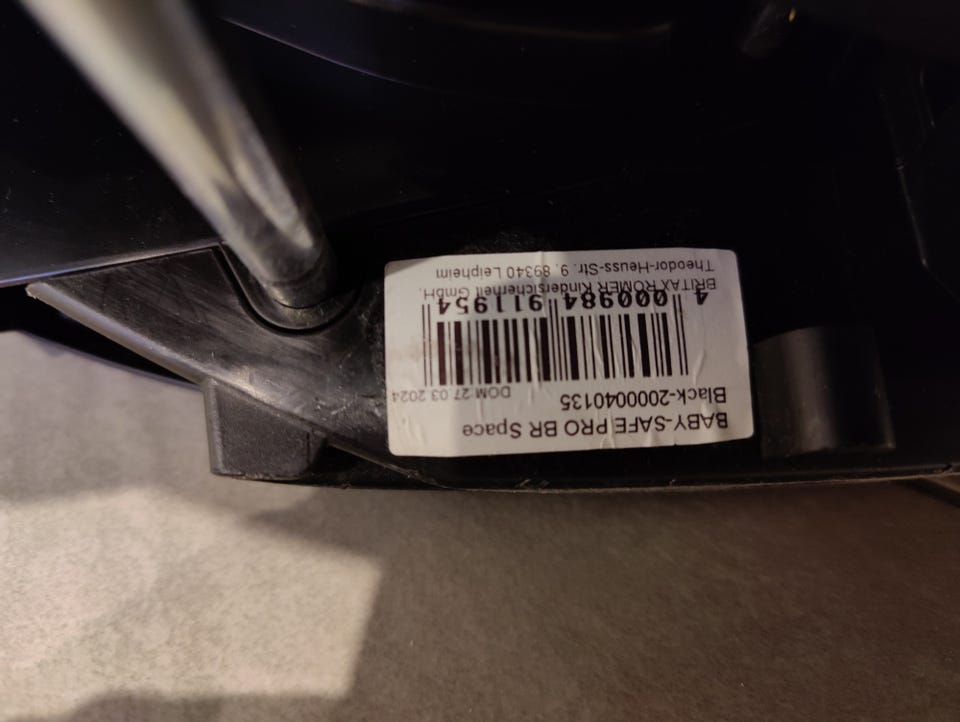 BABY-SAFE PRO BR Space
Black-2000040135
DOM 27.03 2024
4 000984 911954
BRITAX RÖMER Kindersicherheit GmbH.
Theodor-Heuss-Str. 9, 89340 Leipheim